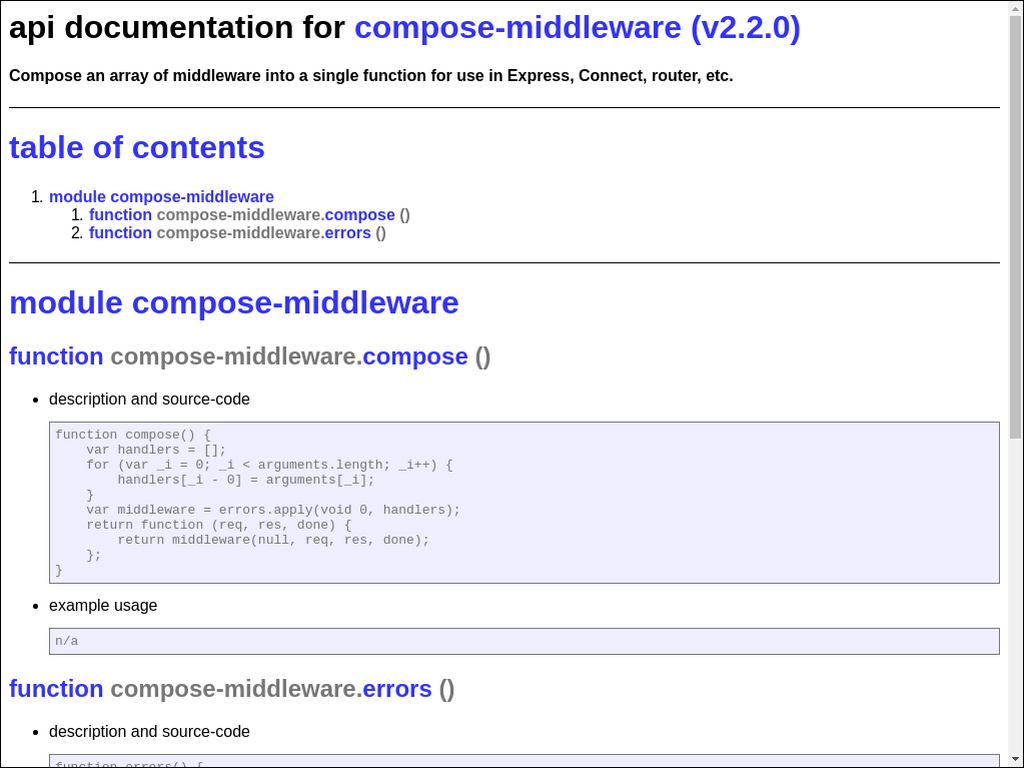 api documentation for compose-middleware (v2.2.0)
Compose an array of middleware into a single function for use in Express, Connect, router, etc.
table of contents
1. module compose-middleware
1. function compose-middleware.compose ()
2. function compose-middleware.errors ()
module compose-middleware
function compose-middleware.compose ()
• description and source-code
function compose() {
    var handlers = [];
    for (var _i = 0; _i < arguments.length; _i++) {
        handlers[_i - 0] = arguments[_i];
    }
    var middleware = errors.apply(void 0, handlers);
    return function (req, res, done) {
        return middleware(null, req, res, done);
    };
}
• example usage
n/a
function compose-middleware.errors ()
• description and source-code
function errors() {